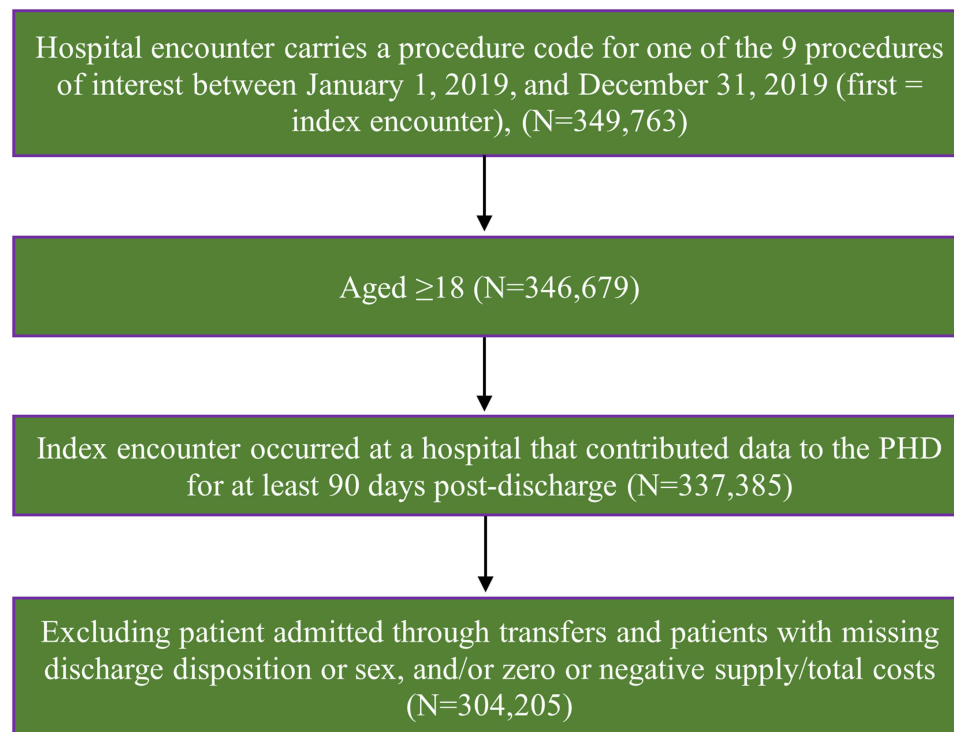 Hospital encounter carries a procedure code for one of the 9 procedures
of interest between January 1, 2019, and December 31, 2019 (first =
index encounter), (N=349,763)
Aged ≥18 (N=346,679)
Index encounter occurred at a hospital that contributed data to the PHD
for at least 90 days post-discharge (N=337,385)
Excluding patient admitted through transfers and patients with missing
discharge disposition or sex, and/or zero or negative supply/total costs
(N=304,205)